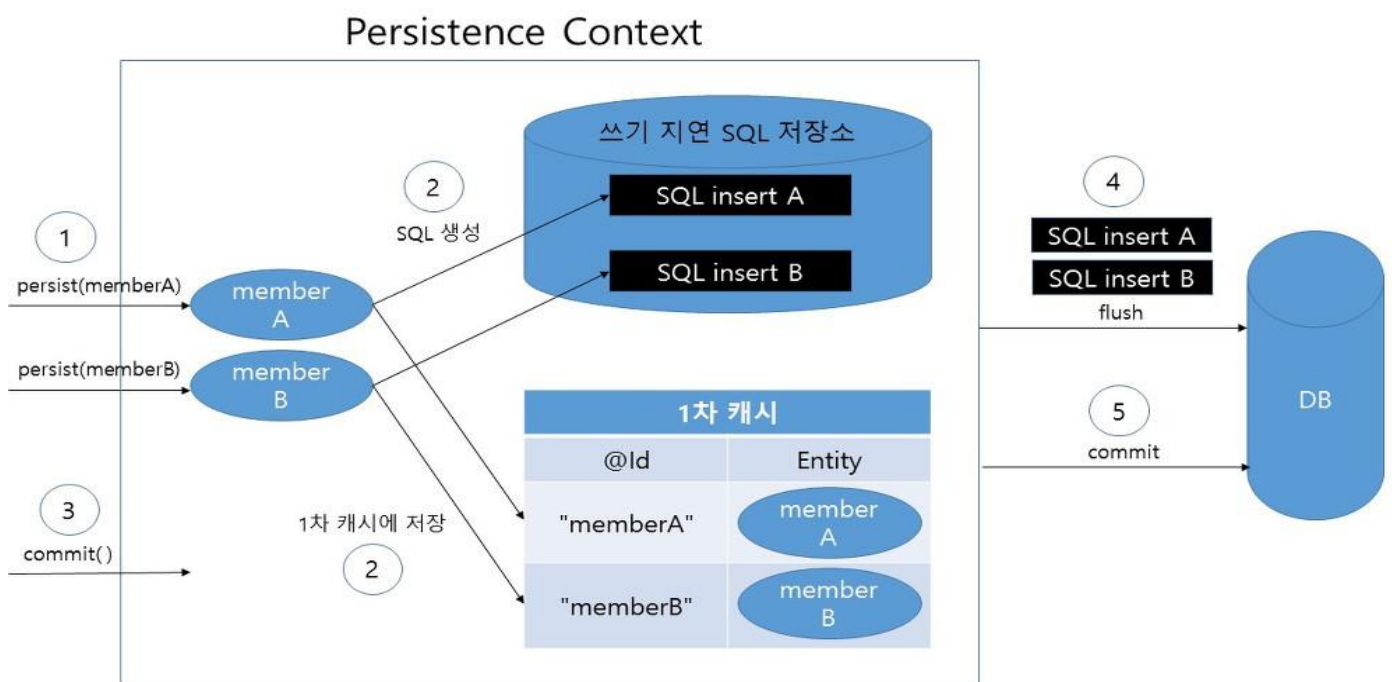 Persistence Context
쓰기 지연 SQL 저장소
SQL insert A
SQL insert B
2
SQL 생성
1
persist(memberA)
member
A
persist(memberB)
member
B
3
commit( )
1차 캐시에 저장
2
1차 캐시
@Id
Entity
"memberA"
member
A
"memberB"
member
B
4
SQL insert A
SQL insert B
flush
5
commit
DB